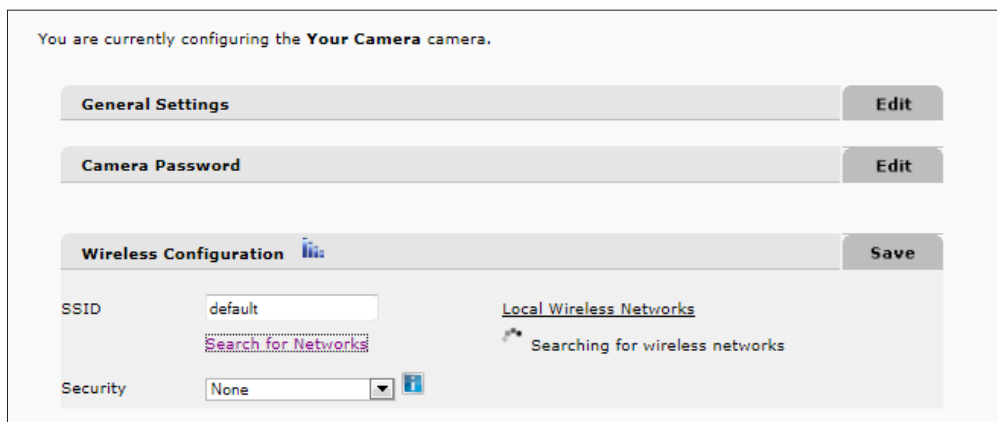 You are currently configuring the Your Camera camera.
General Settings Edit
Camera Password Edit
Wireless Configuration Save
SSID default Local Wireless Networks
Search for Networks Searching for wireless networks
Security None